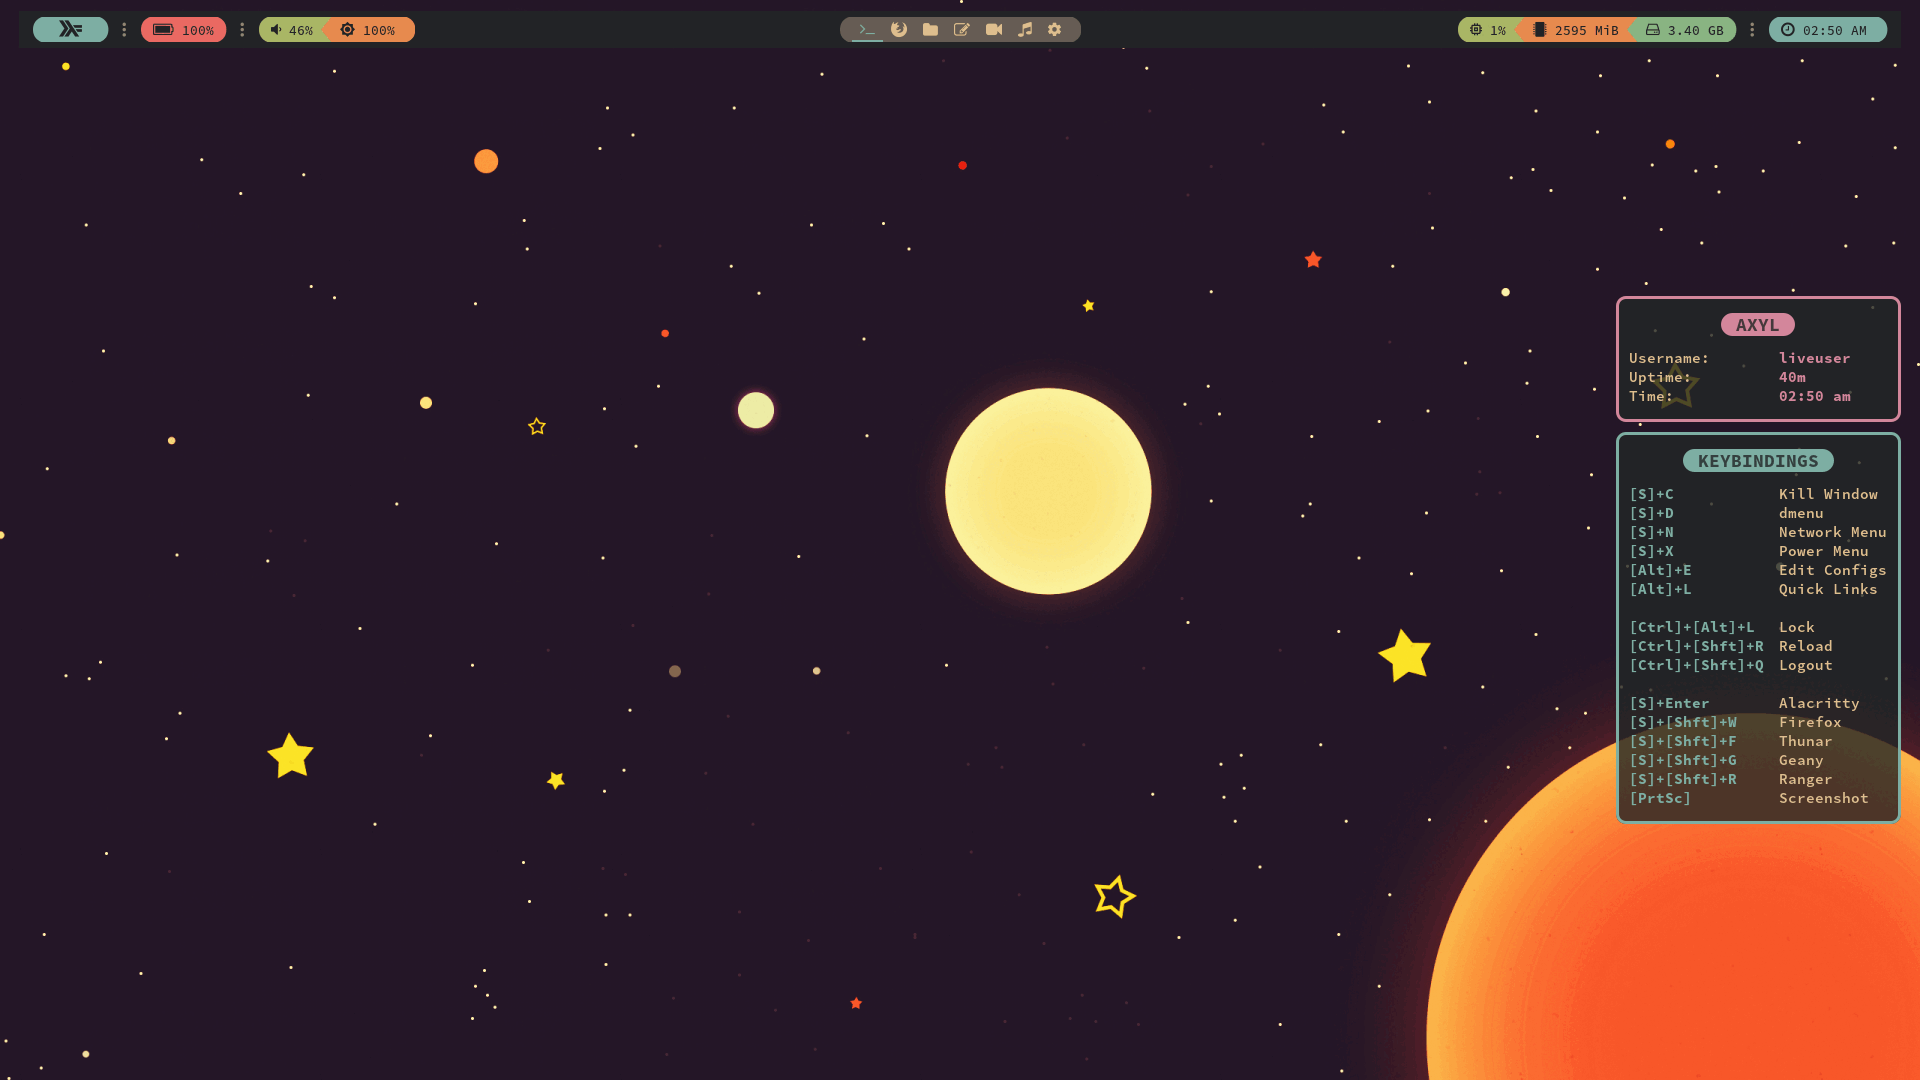 100% 46% 100% 1% 2595 MiB 3.40 GB 02:50 AM
AXYL
Username: liveuser
Uptime: 40m
Time: 02:50 am
KEYBINDINGS
[S]+C Kill Window
[S]+D dmenu
[S]+N Network Menu
[S]+X Power Menu
[Alt]+E Edit Configs
[Alt]+L Quick Links
[Ctrl]+[Alt]+L Lock
[Ctrl]+[Shft]+R Reload
[Ctrl]+[Shft]+Q Logout
[S]+Enter Alacritty
[S]+[Shft]+W Firefox
[S]+[Shft]+F Thunar
[S]+[Shft]+G Geany
[S]+[Shft]+R Ranger
[PrtSc] Screenshot